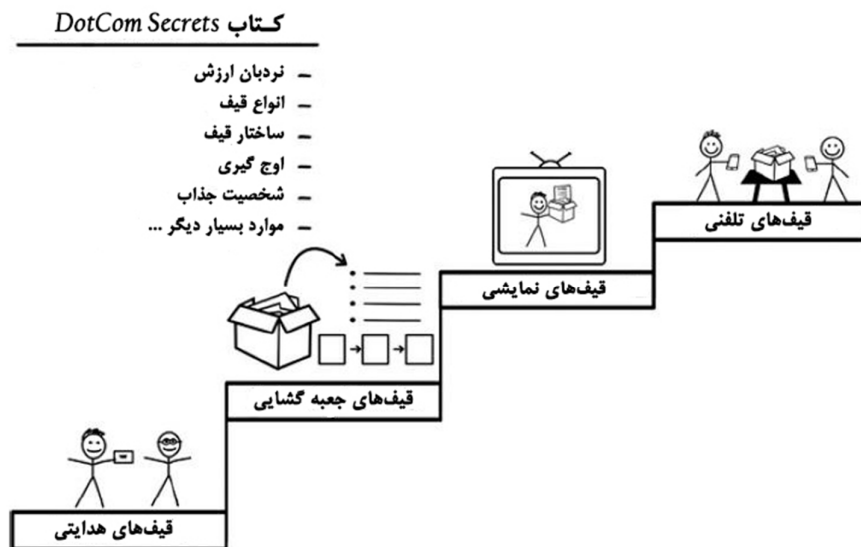 کتاب DotCom Secrets
– نردبان ارزش
– انواع قیف
– ساختار قیف
– اوج گیری
– شخصیت جذاب
– موارد بسیار دیگر ...
قیف‌های تلفنی
قیف‌های نمایشی
قیف‌های جعبه گشایی
قیف‌های هدایتی